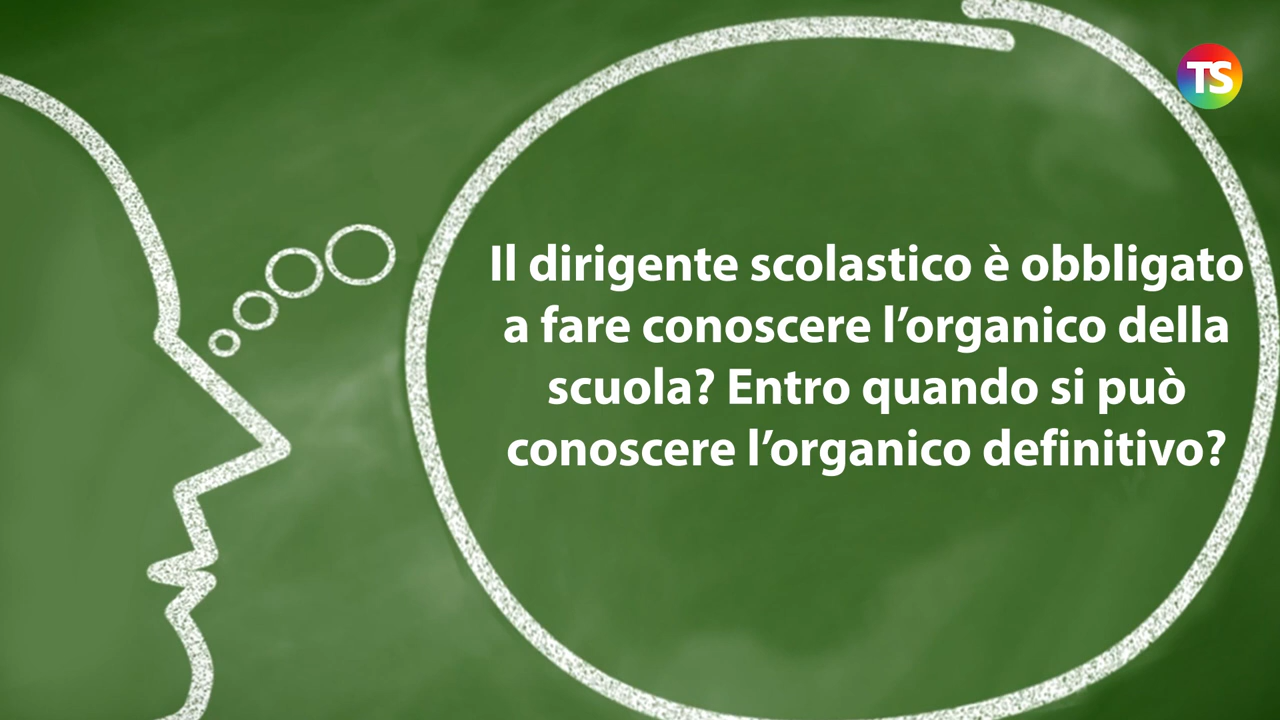 TS
Il dirigente scolastico è obbligato
a fare conoscere l’organico della
scuola? Entro quando si può
conoscere l’organico definitivo?